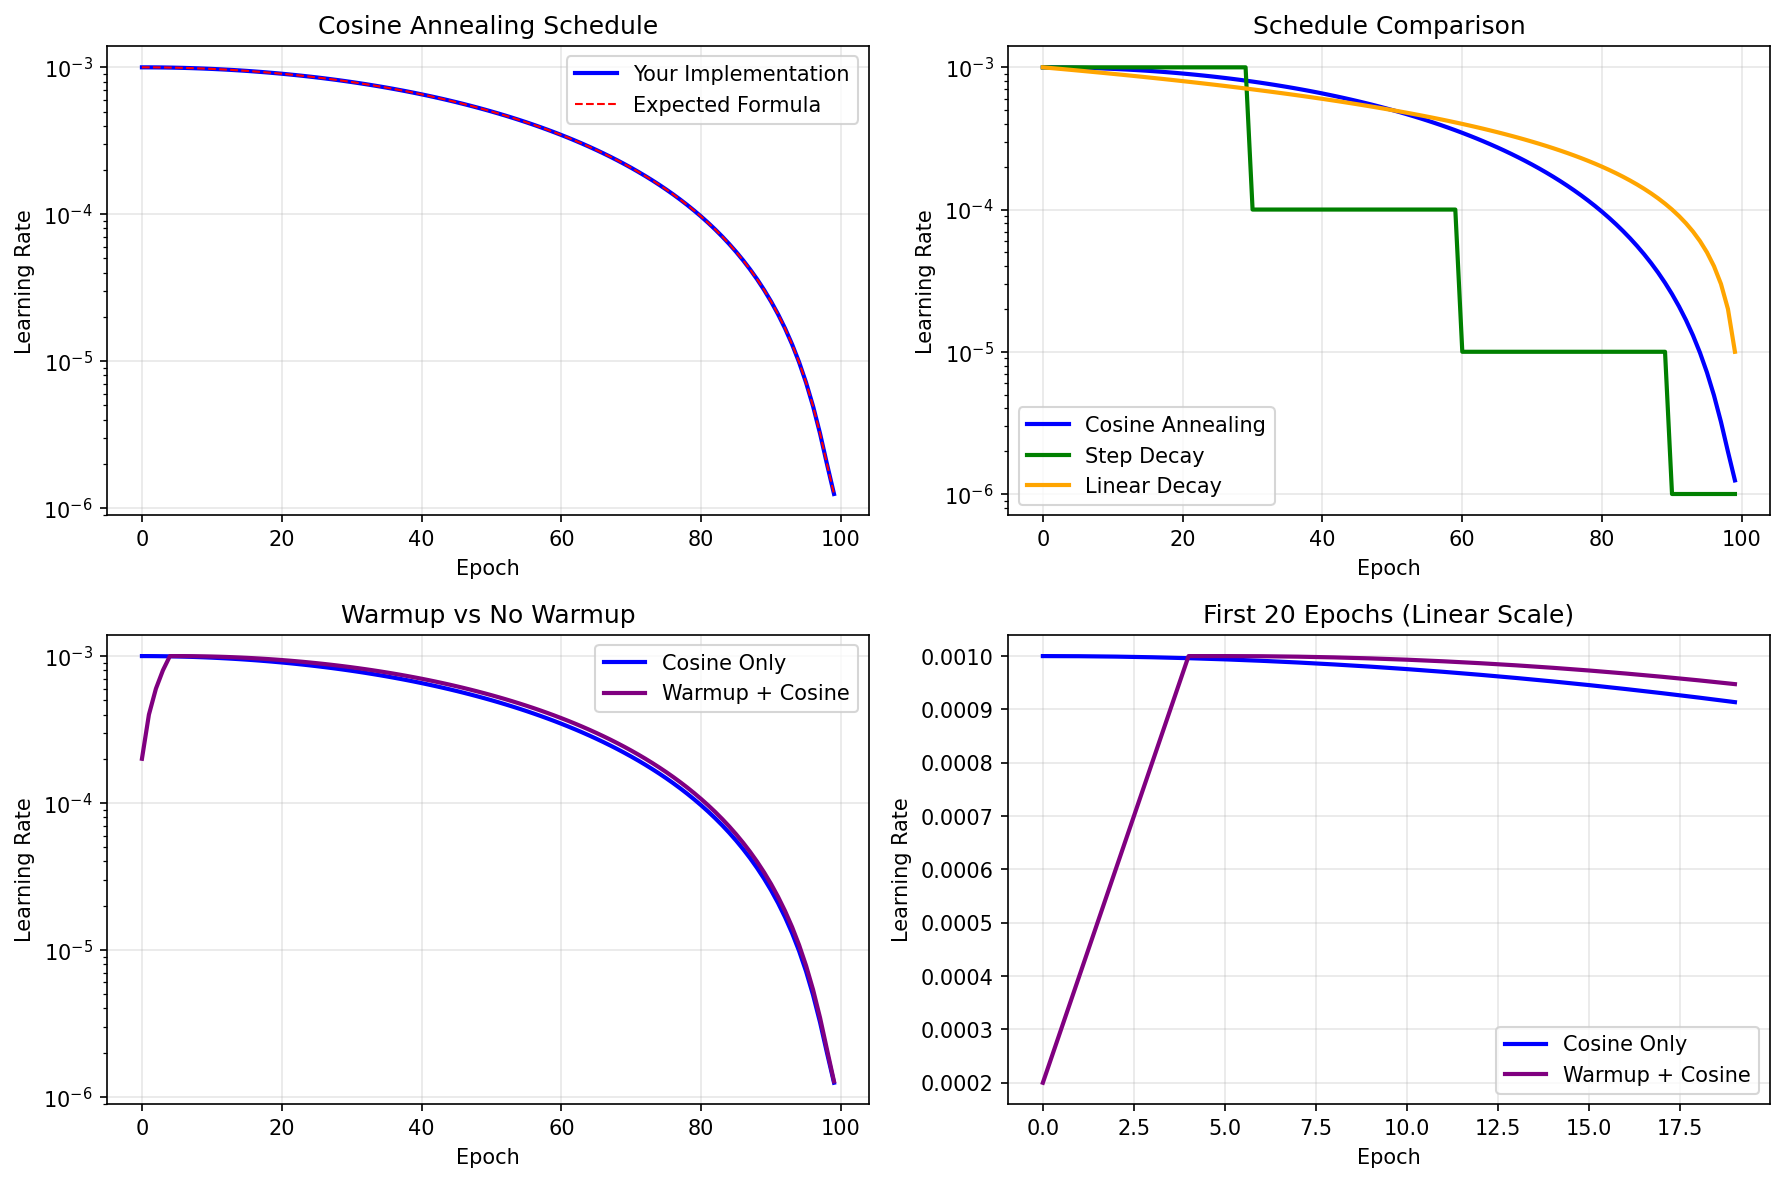 Cosine Annealing Schedule
Learning Rate
10⁻³
10⁻⁴
10⁻⁵
10⁻⁶
Your Implementation
Expected Formula
0 20 40 60 80 100
Epoch
Schedule Comparison
Learning Rate
10⁻³
10⁻⁴
10⁻⁵
10⁻⁶
Cosine Annealing
Step Decay
Linear Decay
0 20 40 60 80 100
Epoch
Warmup vs No Warmup
Learning Rate
10⁻³
10⁻⁴
10⁻⁵
10⁻⁶
Cosine Only
Warmup + Cosine
0 20 40 60 80 100
Epoch
First 20 Epochs (Linear Scale)
Learning Rate
0.0010
0.0009
0.0008
0.0007
0.0006
0.0005
0.0004
0.0003
0.0002
Cosine Only
Warmup + Cosine
0.0 2.5 5.0 7.5 10.0 12.5 15.0 17.5
Epoch